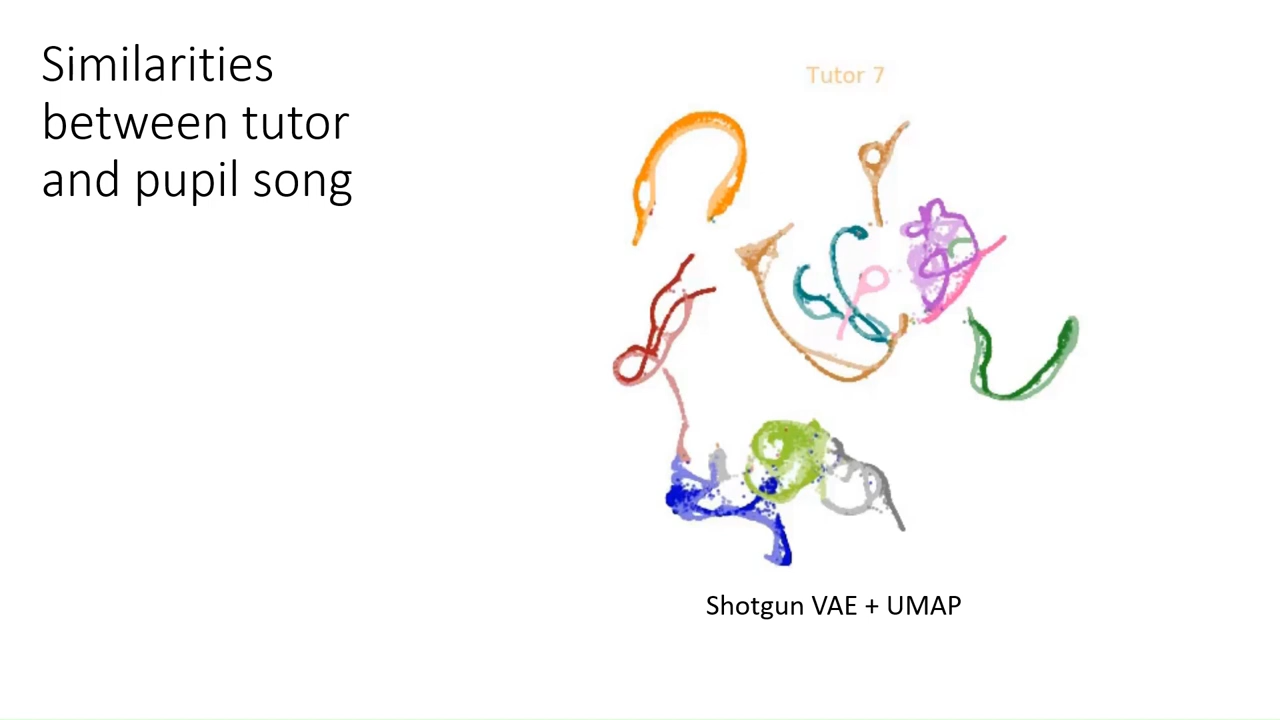 Similarities
between tutor
and pupil song
Tutor 7
Shotgun VAE + UMAP